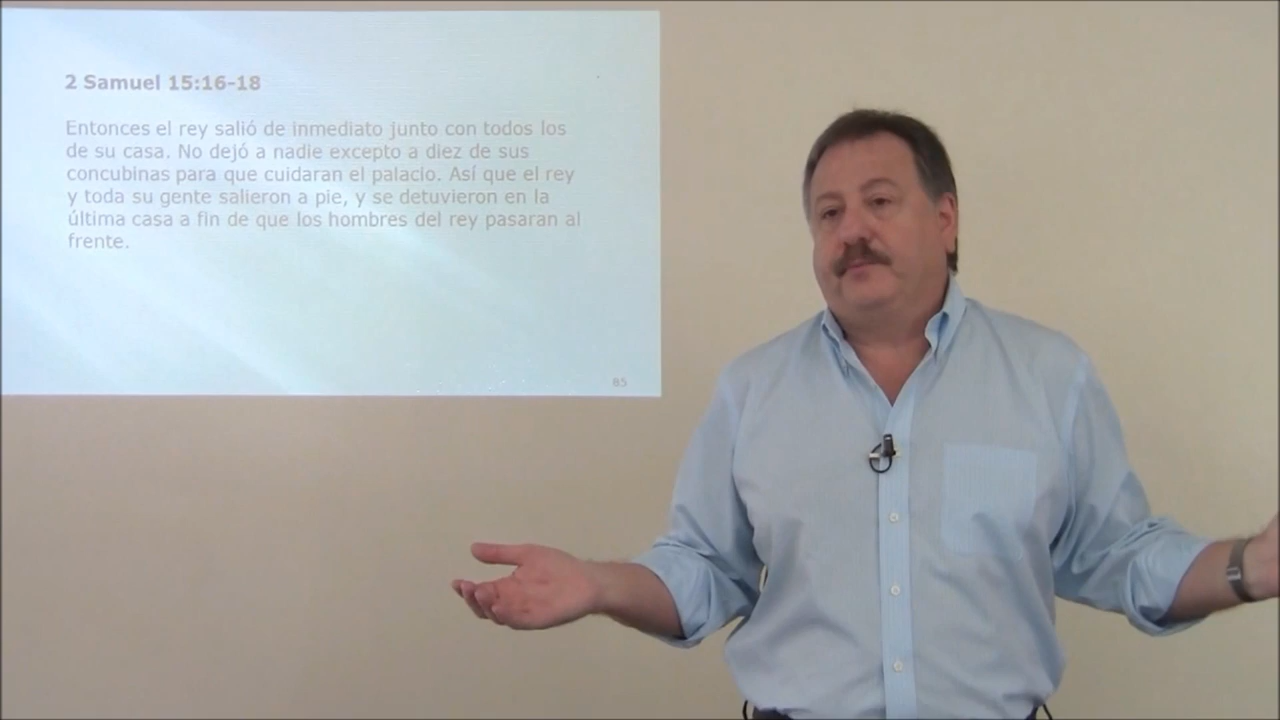 2 Samuel 15:16-18
Entonces el rey salió de inmediato junto con todos los
de su casa. No dejó a nadie excepto a diez de sus
concubinas para que cuidaran el palacio. Así que el rey
y toda su gente salieron a pie, y se detuvieron en la
última casa a fin de que los hombres del rey pasaran al
frente.
85